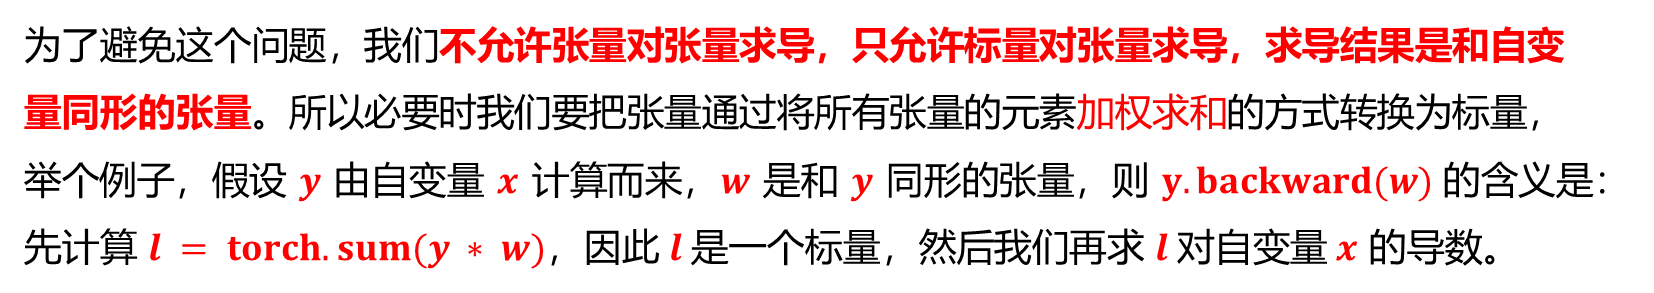 为了避免这个问题，我们不允许张量对张量求导，只允许标量对张量求导，求导结果是和自变
量同形的张量。所以必要时我们要把张量通过将所有张量的元素加权求和的方式转换为标量，
举个例子，假设 y 由自变量 x 计算而来，w 是和 y 同形的张量，则 y.backward(w) 的含义是：
先计算 l = torch.sum(y * w)，因此 l 是一个标量，然后我们再求 l 对自变量 x 的导数。